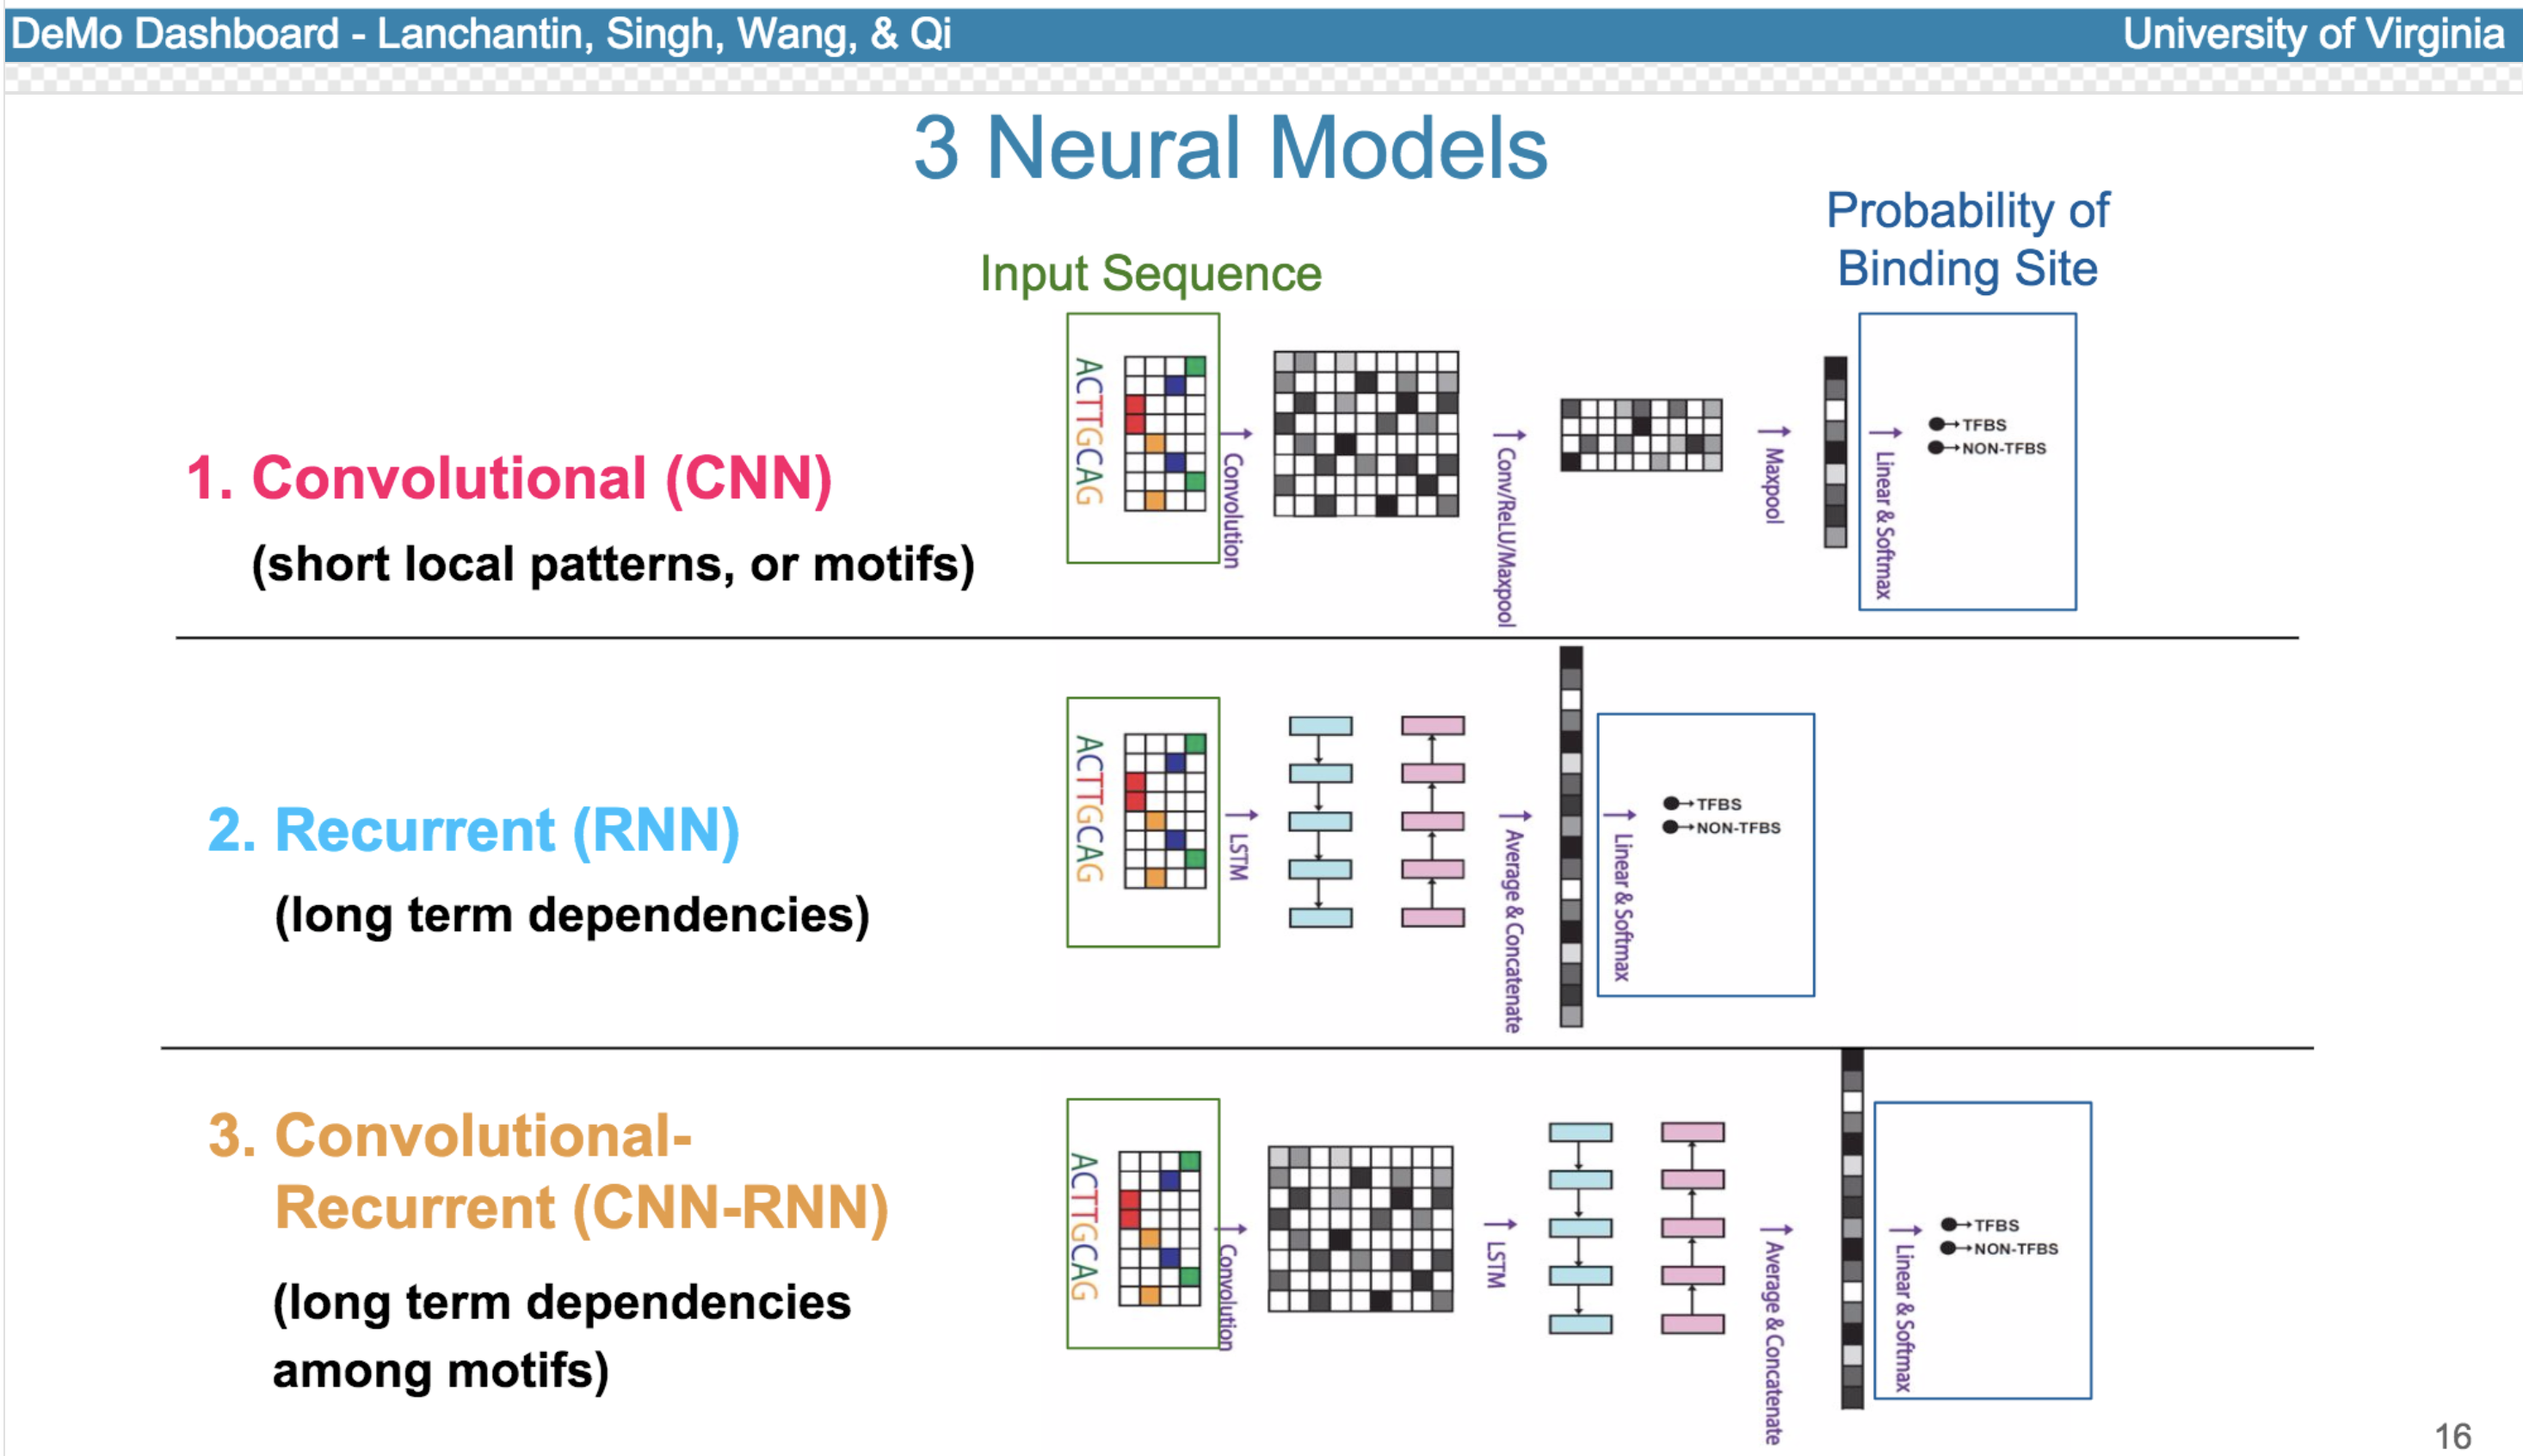 DeMo Dashboard - Lanchantin, Singh, Wang, & Qi
University of Virginia
3 Neural Models
Input Sequence
Probability of
Binding Site
1. Convolutional (CNN)
(short local patterns, or motifs)
ACTTGCAG
Convolution
Conv/ReLU/Maxpool
Maxpool
Linear & Softmax
TFBS
NON-TFBS
2. Recurrent (RNN)
(long term dependencies)
ACTTGCAG
LSTM
Average & Concatenate
Linear & Softmax
TFBS
NON-TFBS
3. Convolutional-
Recurrent (CNN-RNN)
(long term dependencies
among motifs)
ACTTGCAG
Convolution
LSTM
Average & Concatenate
Linear & Softmax
TFBS
NON-TFBS
16